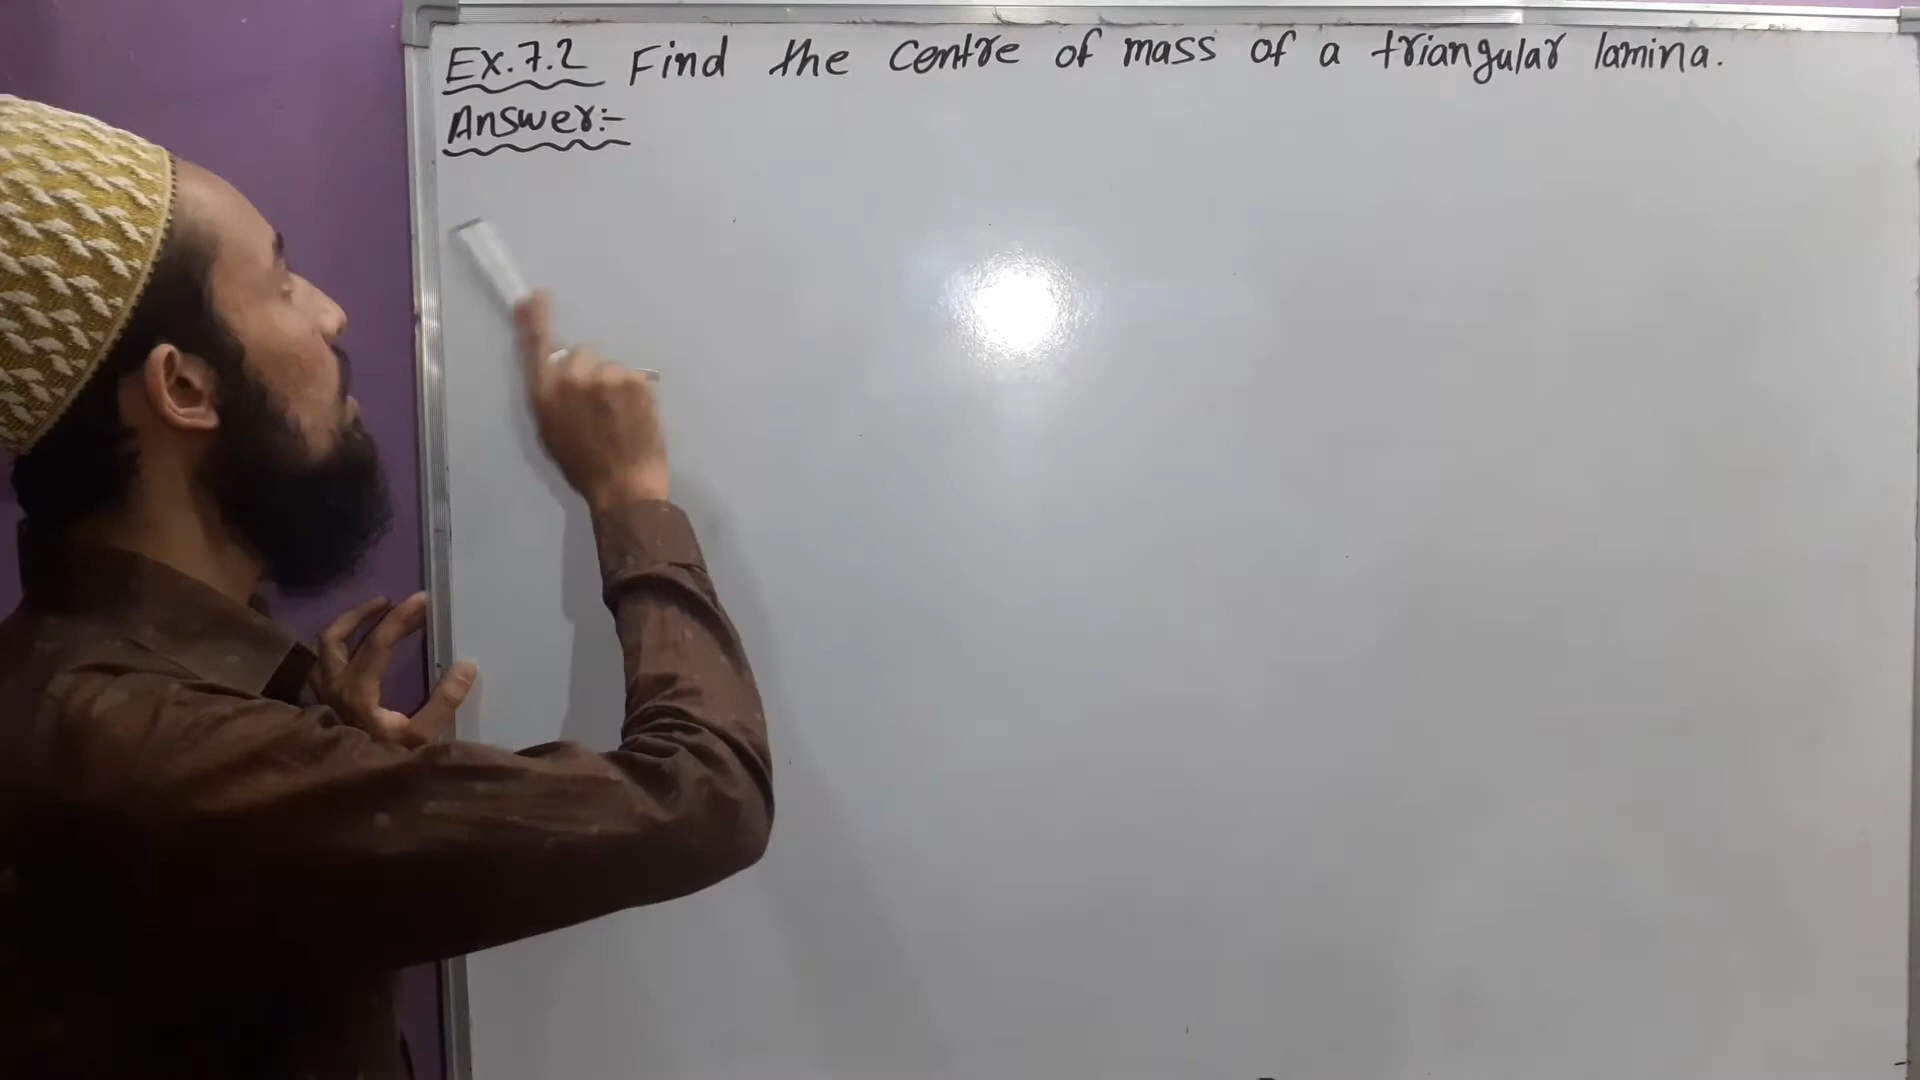 Ex.7.2 Find the Centre of mass of a triangular lamina.
Answer:-